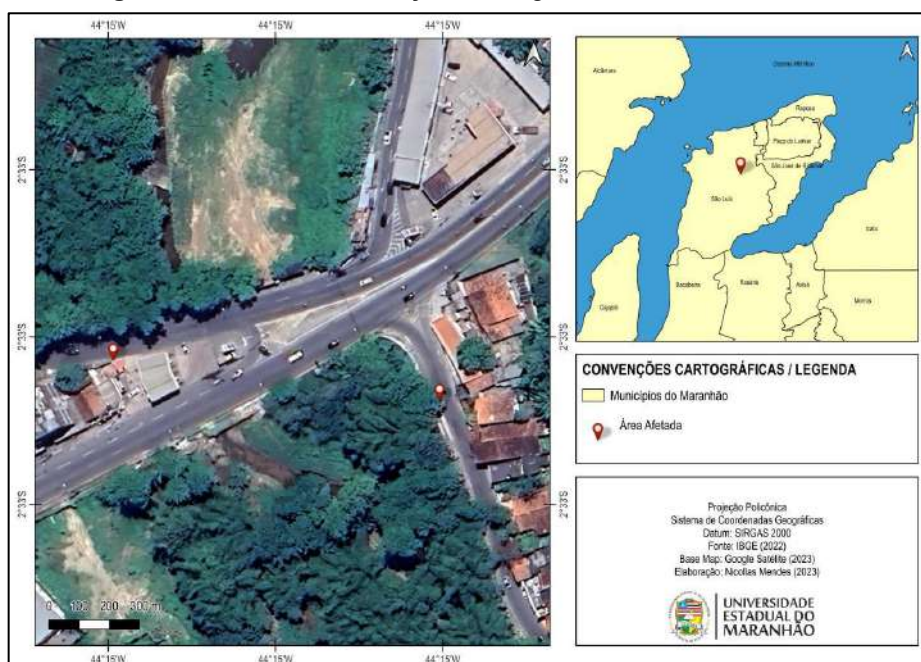 44°15'W 44°15'W 44°15'W
2°33'S
2°33'S
2°33'S
2°33'S
2°33'S
2°33'S
0 100 200 300 m
44°15'W 44°15'W 44°15'W
Alcântara
Oceano Atlântico
Raposa
Paço do Lumiar
São José de Ribamar
São Luís
Icatu
Bacabeira
Rosário
Axixá
Morros
CONVENÇÕES CARTOGRÁFICAS / LEGENDA
Municípios do Maranhão
Área Afetada
Projeção Policônica
Sistema de Coordenadas Geográficas
Datum: SIRGAS 2000
Fonte: IBGE (2022)
Base Map: Google Satélite (2023)
Elaboração: Nicollas Mendes (2023)
UNIVERSIDADE
ESTADUAL DO
MARANHÃO